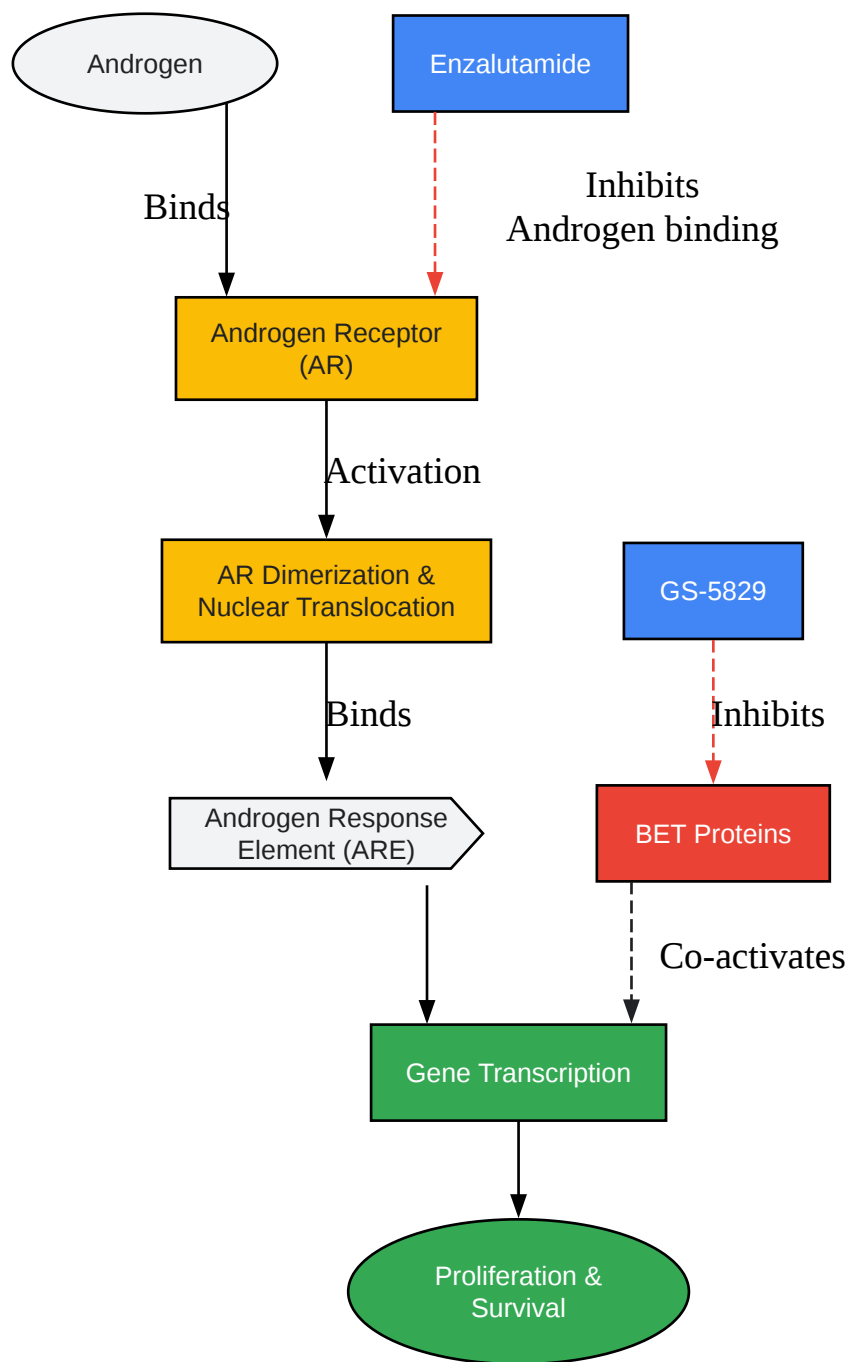 Androgen
Enzalutamide
Binds
Inhibits
Androgen binding
Androgen Receptor
(AR)
Activation
AR Dimerization &
Nuclear Translocation
GS-5829
Binds
Inhibits
Androgen Response
Element (ARE)
BET Proteins
Co-activates
Gene Transcription
Proliferation &
Survival